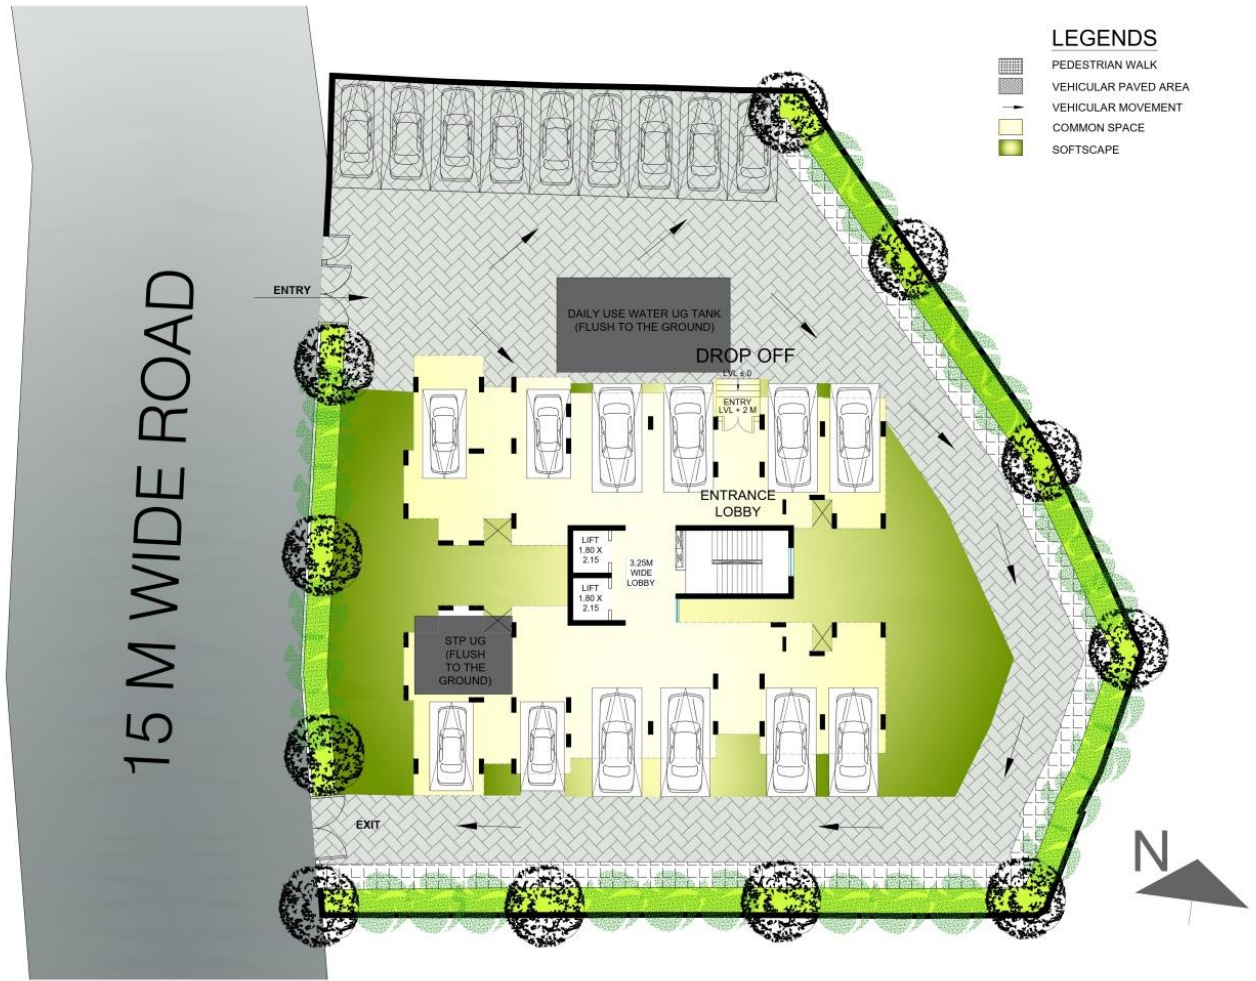 LEGENDS
PEDESTRIAN WALK
VEHICULAR PAVED AREA
VEHICULAR MOVEMENT
COMMON SPACE
SOFTSCAPE
15 M WIDE ROAD
ENTRY
DAILY USE WATER UG TANK
(FLUSH TO THE GROUND)
DROP OFF
LVL ± 0
ENTRY
LVL + 2 M
ENTRANCE
LOBBY
LIFT
1.80 X
2.15
3.25M
WIDE
LOBBY
LIFT
1.80 X
2.15
STP UG
(FLUSH
TO THE
GROUND)
EXIT
N